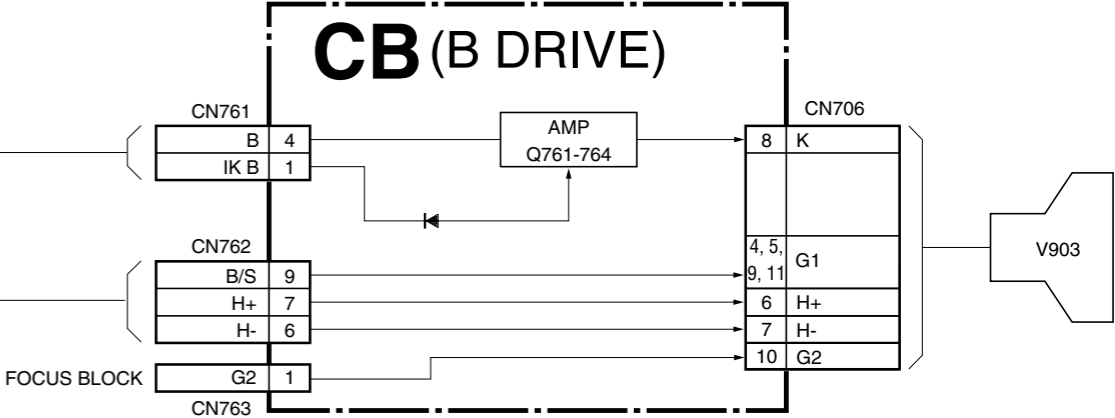 CB (B DRIVE)
CN761
B 4
IK B 1
AMP
Q761-764
CN706
8 K
4, 5,
9, 11 G1
6 H+
7 H-
10 G2
V903
CN762
B/S 9
H+ 7
H- 6
FOCUS BLOCK G2 1
CN763